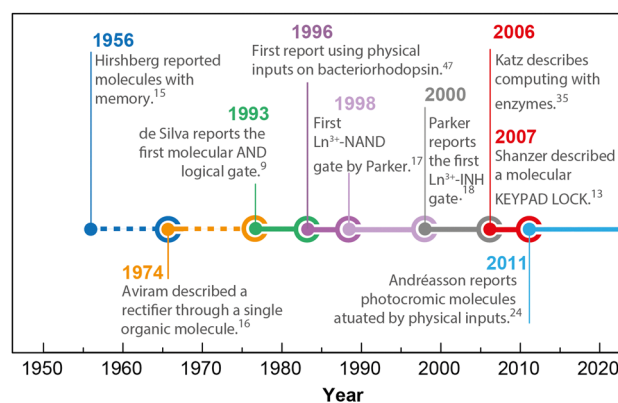 1956
Hirshberg reported
molecules with
memory.15
1993
de Silva reports the
first molecular AND
logical gate.9
1996
First report using physical
inputs on bacteriorhodopsin.47
1998
First
Ln3+-NAND
gate by Parker.17
2000
Parker
reports
the first
Ln3+-INH
gate.18
2006
Katz describes
computing with
enzymes.35
2007
Shanzer described
a molecular
KEYPAD LOCK.13
1974
Aviram described a
rectifier through a single
organic molecule.16
2011
Andréasson reports
photocromic molecules
atuated by physical inputs.24
1950 1960 1970 1980 1990 2000 2010 2020
Year